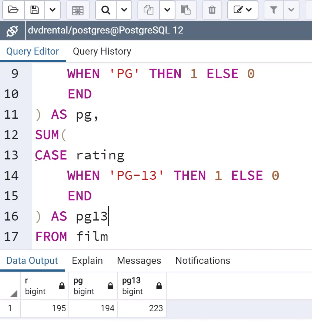 dvdrental/postgres@PostgreSQL 12
Query Editor Query History
9 WHEN 'PG' THEN 1 ELSE 0
10 END
11 ) AS pg,
12 SUM(
13 CASE rating
14 WHEN 'PG-13' THEN 1 ELSE 0
15 END
16 ) AS pg13
17 FROM film
Data Output Explain Messages Notifications
r pg pg13
bigint bigint bigint
1 195 194 223